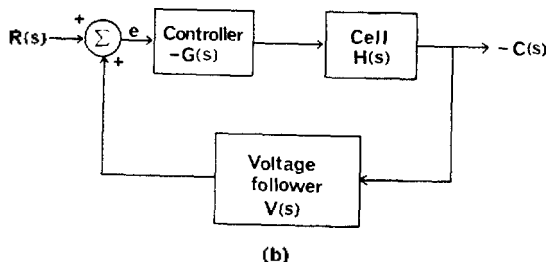 R(s)
+
Σ
+
e
Controller
-G(s)
Cell
H(s)
-C(s)
Voltage
follower
V(s)
(b)